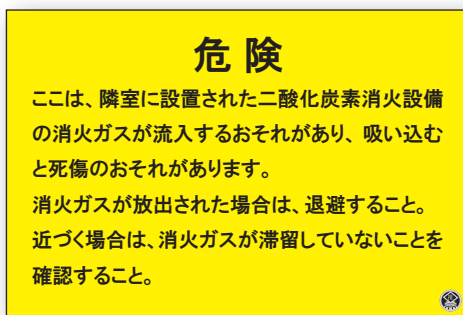 危険
ここは、隣室に設置された二酸化炭素消火設備
の消火ガスが流入するおそれがあり、吸い込む
と死傷のおそれがあります。
消火ガスが放出された場合は、退避すること。
近づく場合は、消火ガスが滞留していないことを
確認すること。